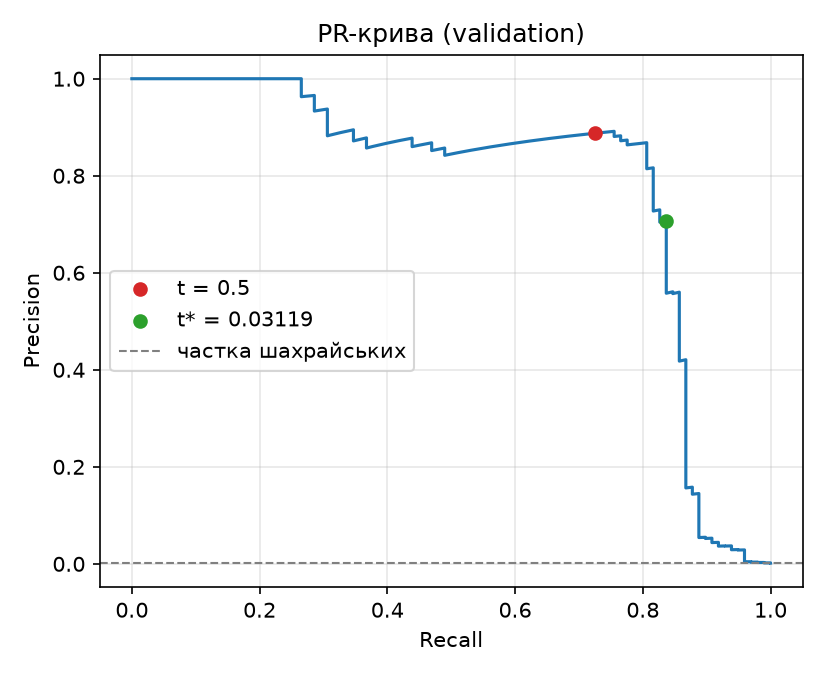 PR-крива (validation)
1.0
0.8
0.6
0.4
0.2
0.0
Precision
t = 0.5
t* = 0.03119
частка шахрайських
0.0 0.2 0.4 0.6 0.8 1.0
Recall